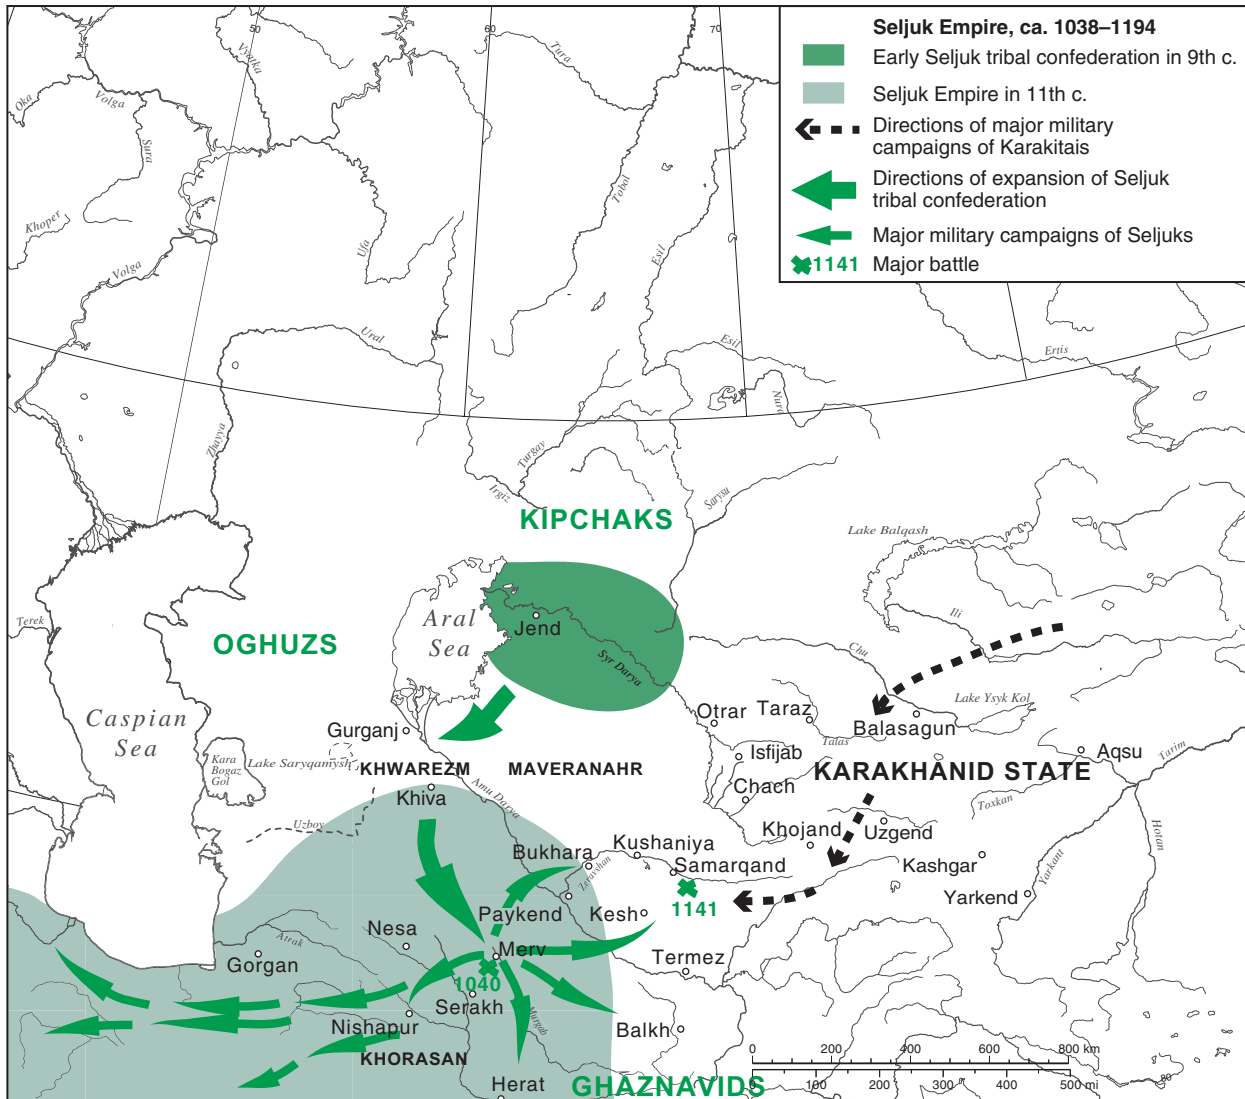 Seljuk Empire, ca. 1038–1194
Early Seljuk tribal confederation in 9th c.
Seljuk Empire in 11th c.
Directions of major military
campaigns of Karakitais
Directions of expansion of Seljuk
tribal confederation
Major military campaigns of Seljuks
1141 Major battle
50
60
70
Oka
Volga
Vyatka
Tura
Sura
Khoper
Volga
Ufa
Tobol
Esil
Ural
Esil
Ertis
Nura
Zhayya
Turgay
Irgiz
Sarysu
KIPCHAKS
Lake Balqash
Terek
Aral
Sea
Jend
Ili
OGHUZS
Syr Darya
Chu
Lake Ysyk Kol
Caspian
Sea
Otrar
Taraz
Balasagun
Gurganj
Talas
Isfijab
Aqsu
Tarim
Kara
Bogaz
Gol
Lake Saryqamiysh
KHWAREZM
MAVERANAHR
KARAKHANID STATE
Khiva
Amu Darya
Chach
Toxkan
Uzboy
Khojand
Uzgend
Hotan
Kushaniya
Bukhara
Samarqand
Kashgar
Zeravshan
Yarkant
1141
Yarkend
Paykend
Kesh
Nesa
Atrak
Merv
Gorgan
Termez
1040
Serakh
Nishapur
Murgab
Balkh
KHORASAN
0 200 400 600 800 km
0 100 200 300 400 500 mi
80
Herat
GHAZNAVIDS